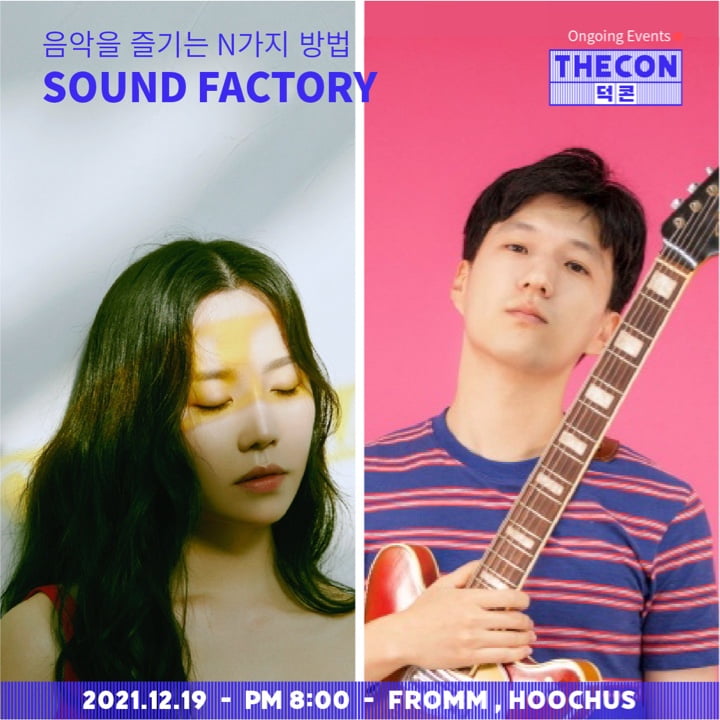 음악을 즐기는 N가지 방법
SOUND FACTORY
Ongoing Events
THECON
덕콘
2021.12.19 - PM 8:00 - FROMM , HOOCHUS